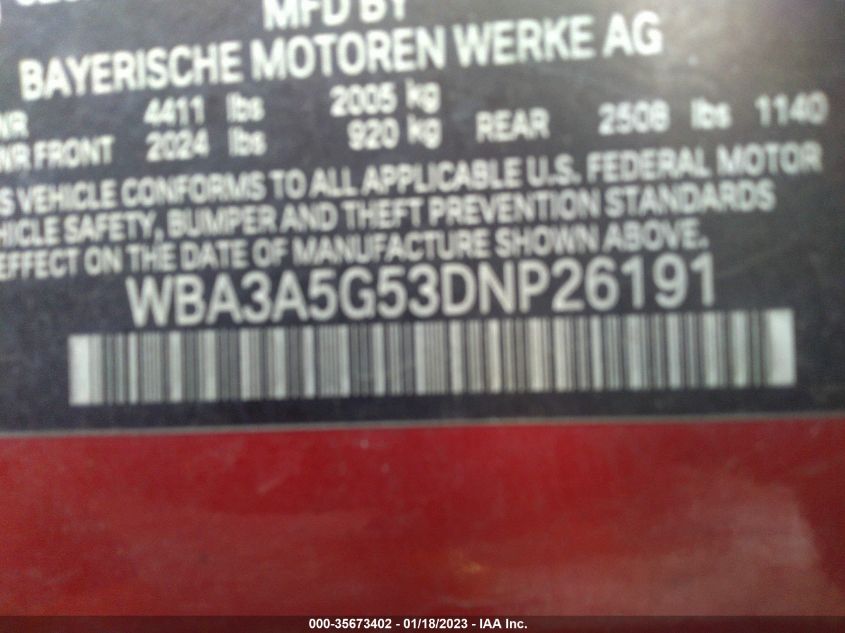 MFD BY
BAYERISCHE MOTOREN WERKE AG
4411 lbs 2005 kg
FRONT 2024 lbs 920 kg REAR 2508 lbs 1140
VEHICLE CONFORMS TO ALL APPLICABLE U.S. FEDERAL MOTOR
SAFETY, BUMPER AND THEFT PREVENTION STANDARDS
EFFECT ON THE DATE OF MANUFACTURE SHOWN ABOVE.
WBA3A5G53DNP26191
000-35673402 - 01/18/2023 - IAA Inc.